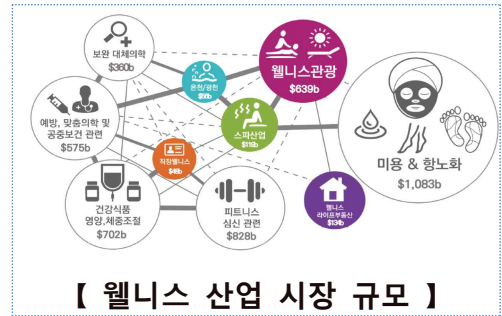 보완 대체의학
$360b
온천/광천
$56b
웰니스관광
$639b
예방, 맞춤의학 및
공중보건 관련
$575b
스파산업
$119b
직장웰니스
$48b
미용 & 항노화
$1,083b
건강식품
영양,체중조절
$702b
피트니스
심신 관련
$828b
웰니스
라이프부동산
$134b
【 웰니스 산업 시장 규모 】